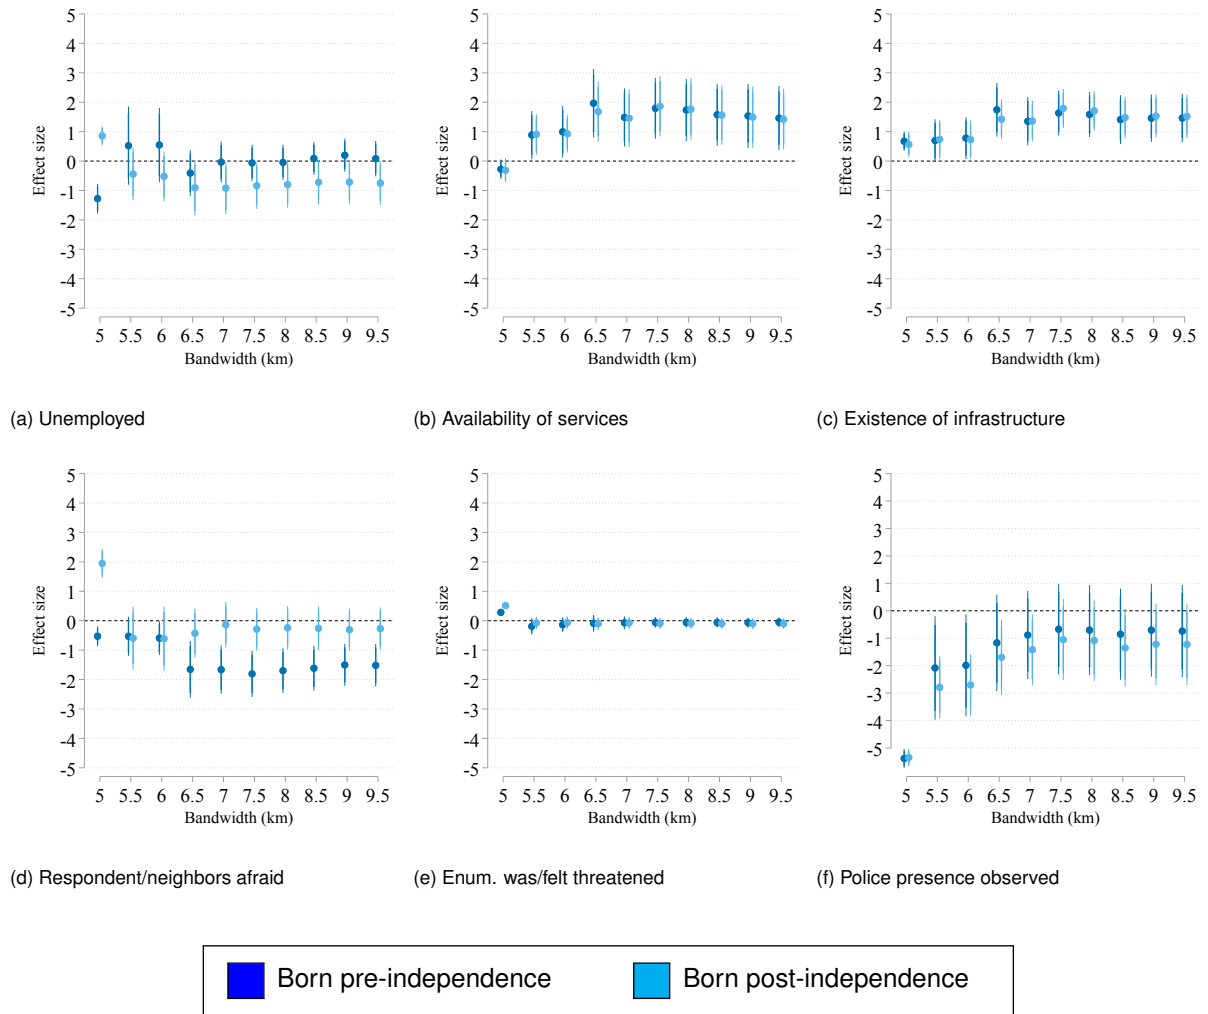 5
4
3
2
1
0
-1
-2
-3
-4
-5
Effect size
5 5.5 6 6.5 7 7.5 8 8.5 9 9.5
Bandwidth (km)
(a) Unemployed
5
4
3
2
1
0
-1
-2
-3
-4
-5
Effect size
5 5.5 6 6.5 7 7.5 8 8.5 9 9.5
Bandwidth (km)
(b) Availability of services
5
4
3
2
1
0
-1
-2
-3
-4
-5
Effect size
5 5.5 6 6.5 7 7.5 8 8.5 9 9.5
Bandwidth (km)
(c) Existence of infrastructure
5
4
3
2
1
0
-1
-2
-3
-4
-5
Effect size
5 5.5 6 6.5 7 7.5 8 8.5 9 9.5
Bandwidth (km)
(d) Respondent/neighbors afraid
5
4
3
2
1
0
-1
-2
-3
-4
-5
Effect size
5 5.5 6 6.5 7 7.5 8 8.5 9 9.5
Bandwidth (km)
(e) Enum. was/felt threatened
5
4
3
2
1
0
-1
-2
-3
-4
-5
Effect size
5 5.5 6 6.5 7 7.5 8 8.5 9 9.5
Bandwidth (km)
(f) Police presence observed
Born pre-independence
Born post-independence